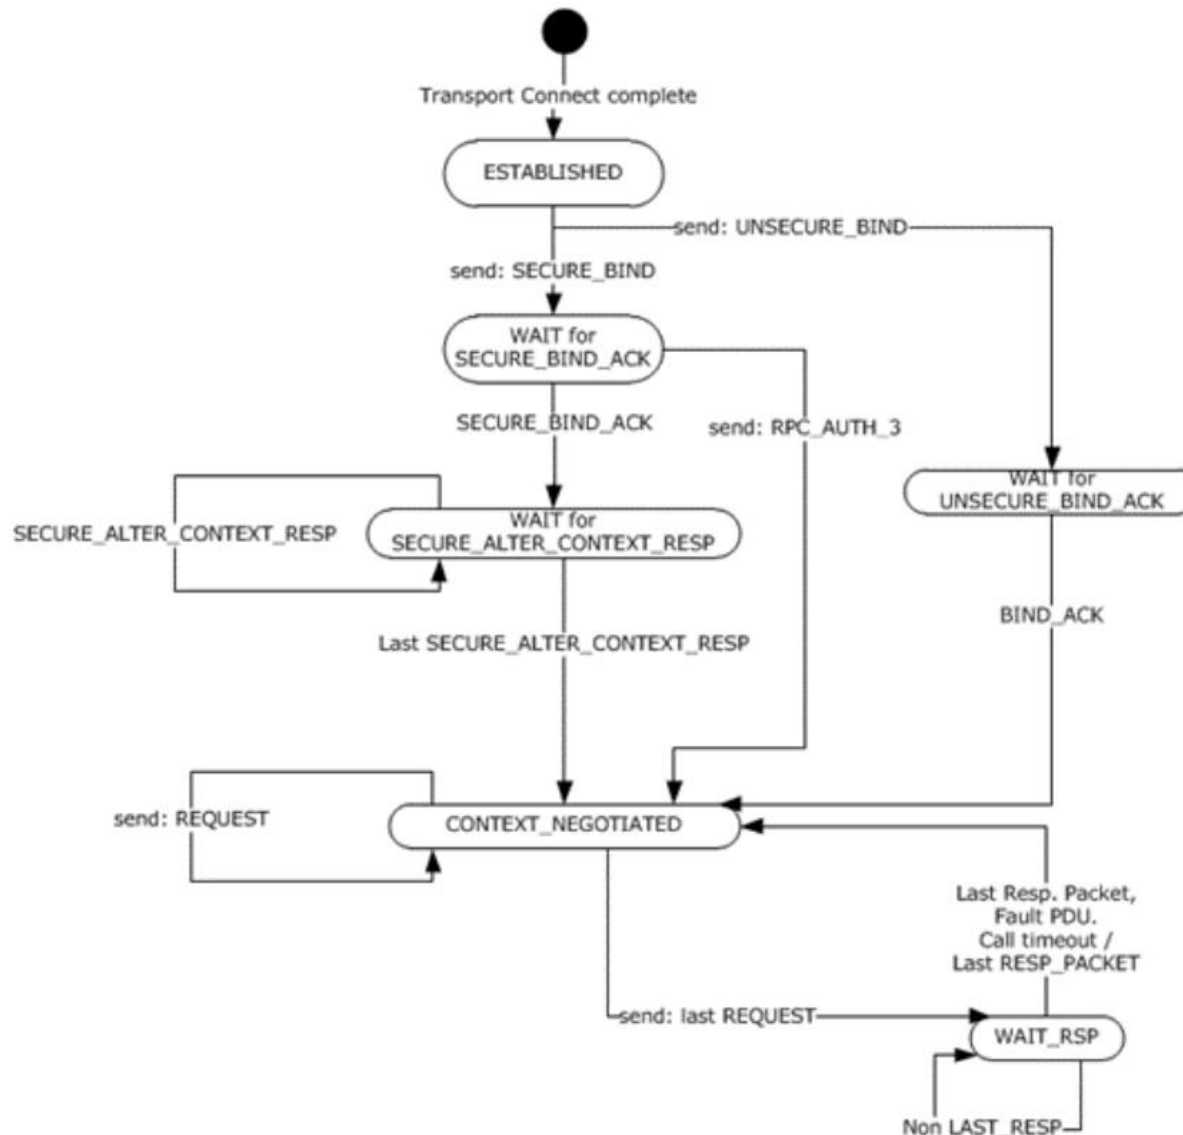 Transport Connect complete
ESTABLISHED
send: UNSECURE_BIND
send: SECURE_BIND
WAIT for
SECURE_BIND_ACK
SECURE_BIND_ACK
send: RPC_AUTH_3
WAIT for
UNSECURE_BIND_ACK
SECURE_ALTER_CONTEXT_RESP
WAIT for
SECURE_ALTER_CONTEXT_RESP
BIND_ACK
Last SECURE_ALTER_CONTEXT_RESP
send: REQUEST
CONTEXT_NEGOTIATED
Last Resp. Packet,
Fault PDU.
Call timeout /
Last RESP_PACKET
send: last REQUEST
WAIT_RSP
Non LAST_RESP